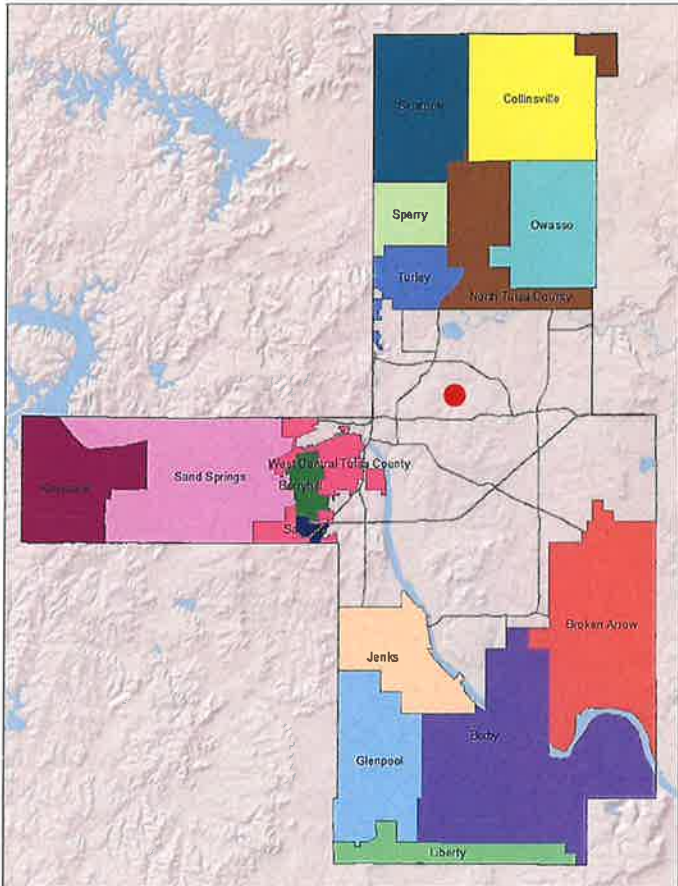 Collinsville
Sperry
Owasso
Turley
North Tulsa County
Sand Springs
West Central Tulsa County
Broken Arrow
Jenks
Bixby
Glenpool
Liberty